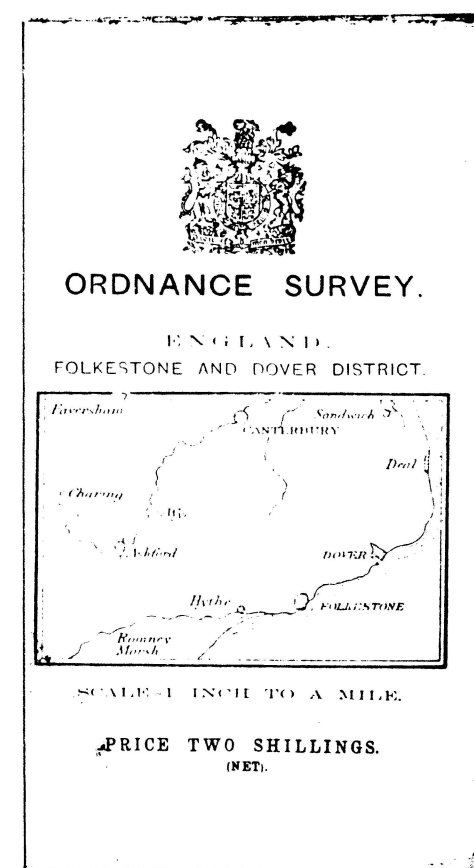 ORDNANCE SURVEY.
ENGLAND.
FOLKESTONE AND DOVER DISTRICT.
Faversham
Sandwich
CANTERBURY
Deal
Charing
Ashford
DOVER
Hythe
FOLKESTONE
Romney
Marsh
SCALE-1 INCH TO A MILE.
PRICE TWO SHILLINGS.
(NET).